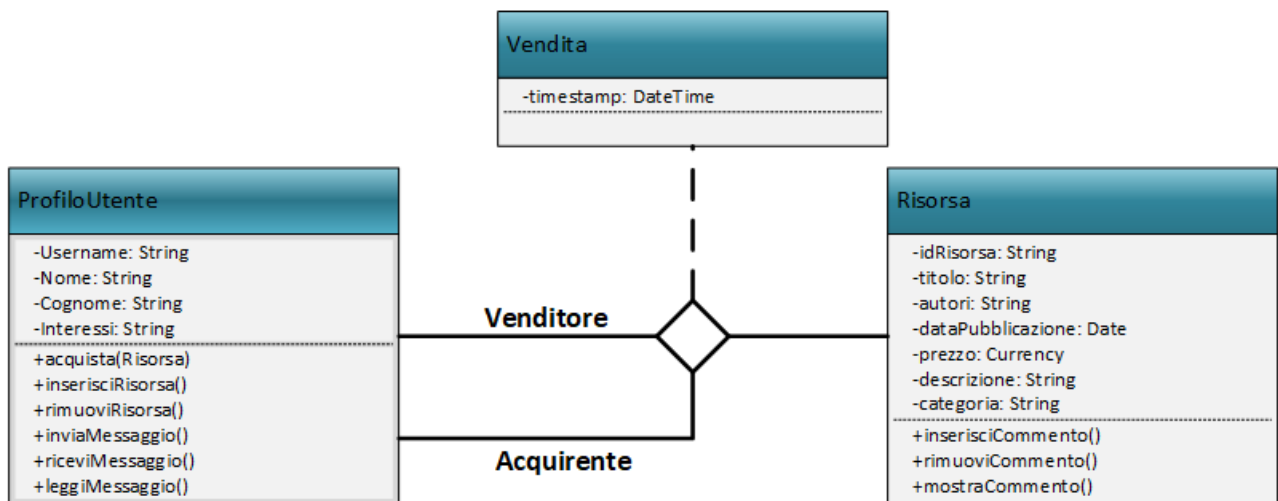 Vendita
-timestamp: DateTime
ProfiloUtente
-Username: String
-Nome: String
-Cognome: String
-Interessi: String
+acquista(Risorsa)
+inserisciRisorsa()
+rimuoviRisorsa()
+inviaMessaggio()
+riceviMessaggio()
+leggiMessaggio()
Venditore
Acquirente
Risorsa
-idRisorsa: String
-titolo: String
-autori: String
-dataPubblicazione: Date
-prezzo: Currency
-descrizione: String
-categoria: String
+inserisciCommento()
+rimuoviCommento()
+mostraCommento()